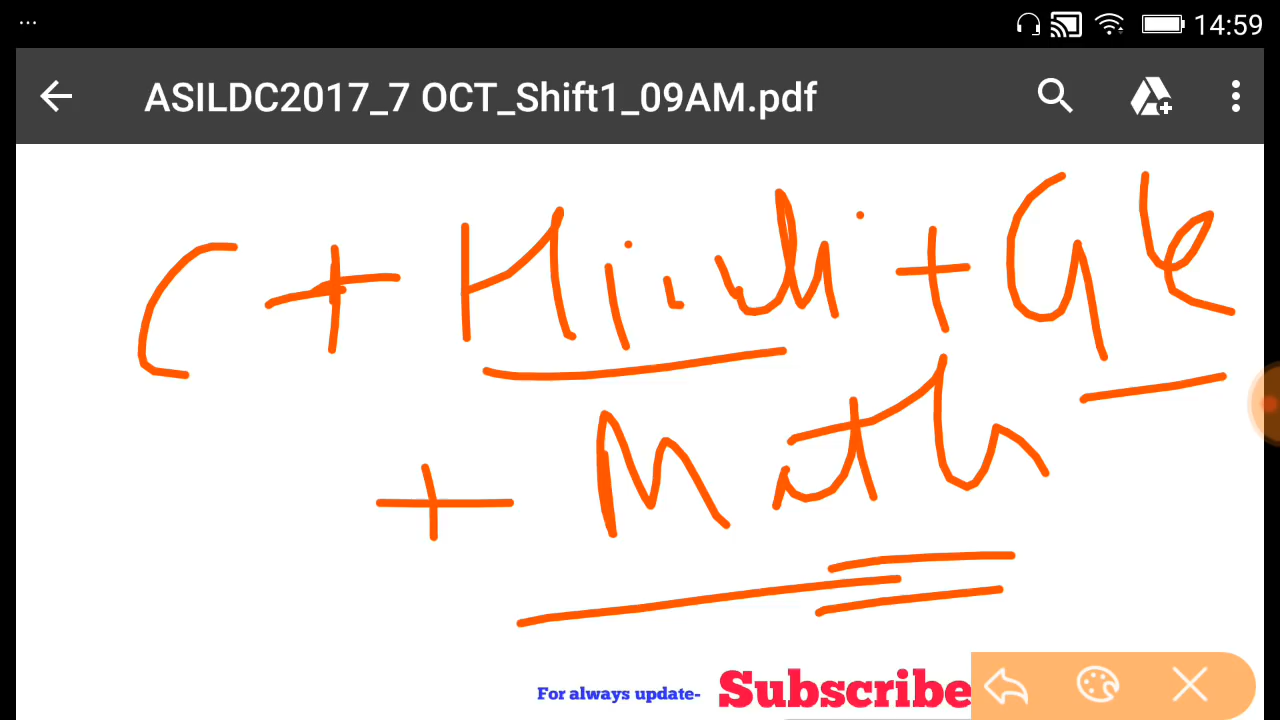 ... 14:59
ASILDC2017_7 OCT_Shift1_09AM.pdf
C + Hindi + GK
+ Math
For always update- Subscribe